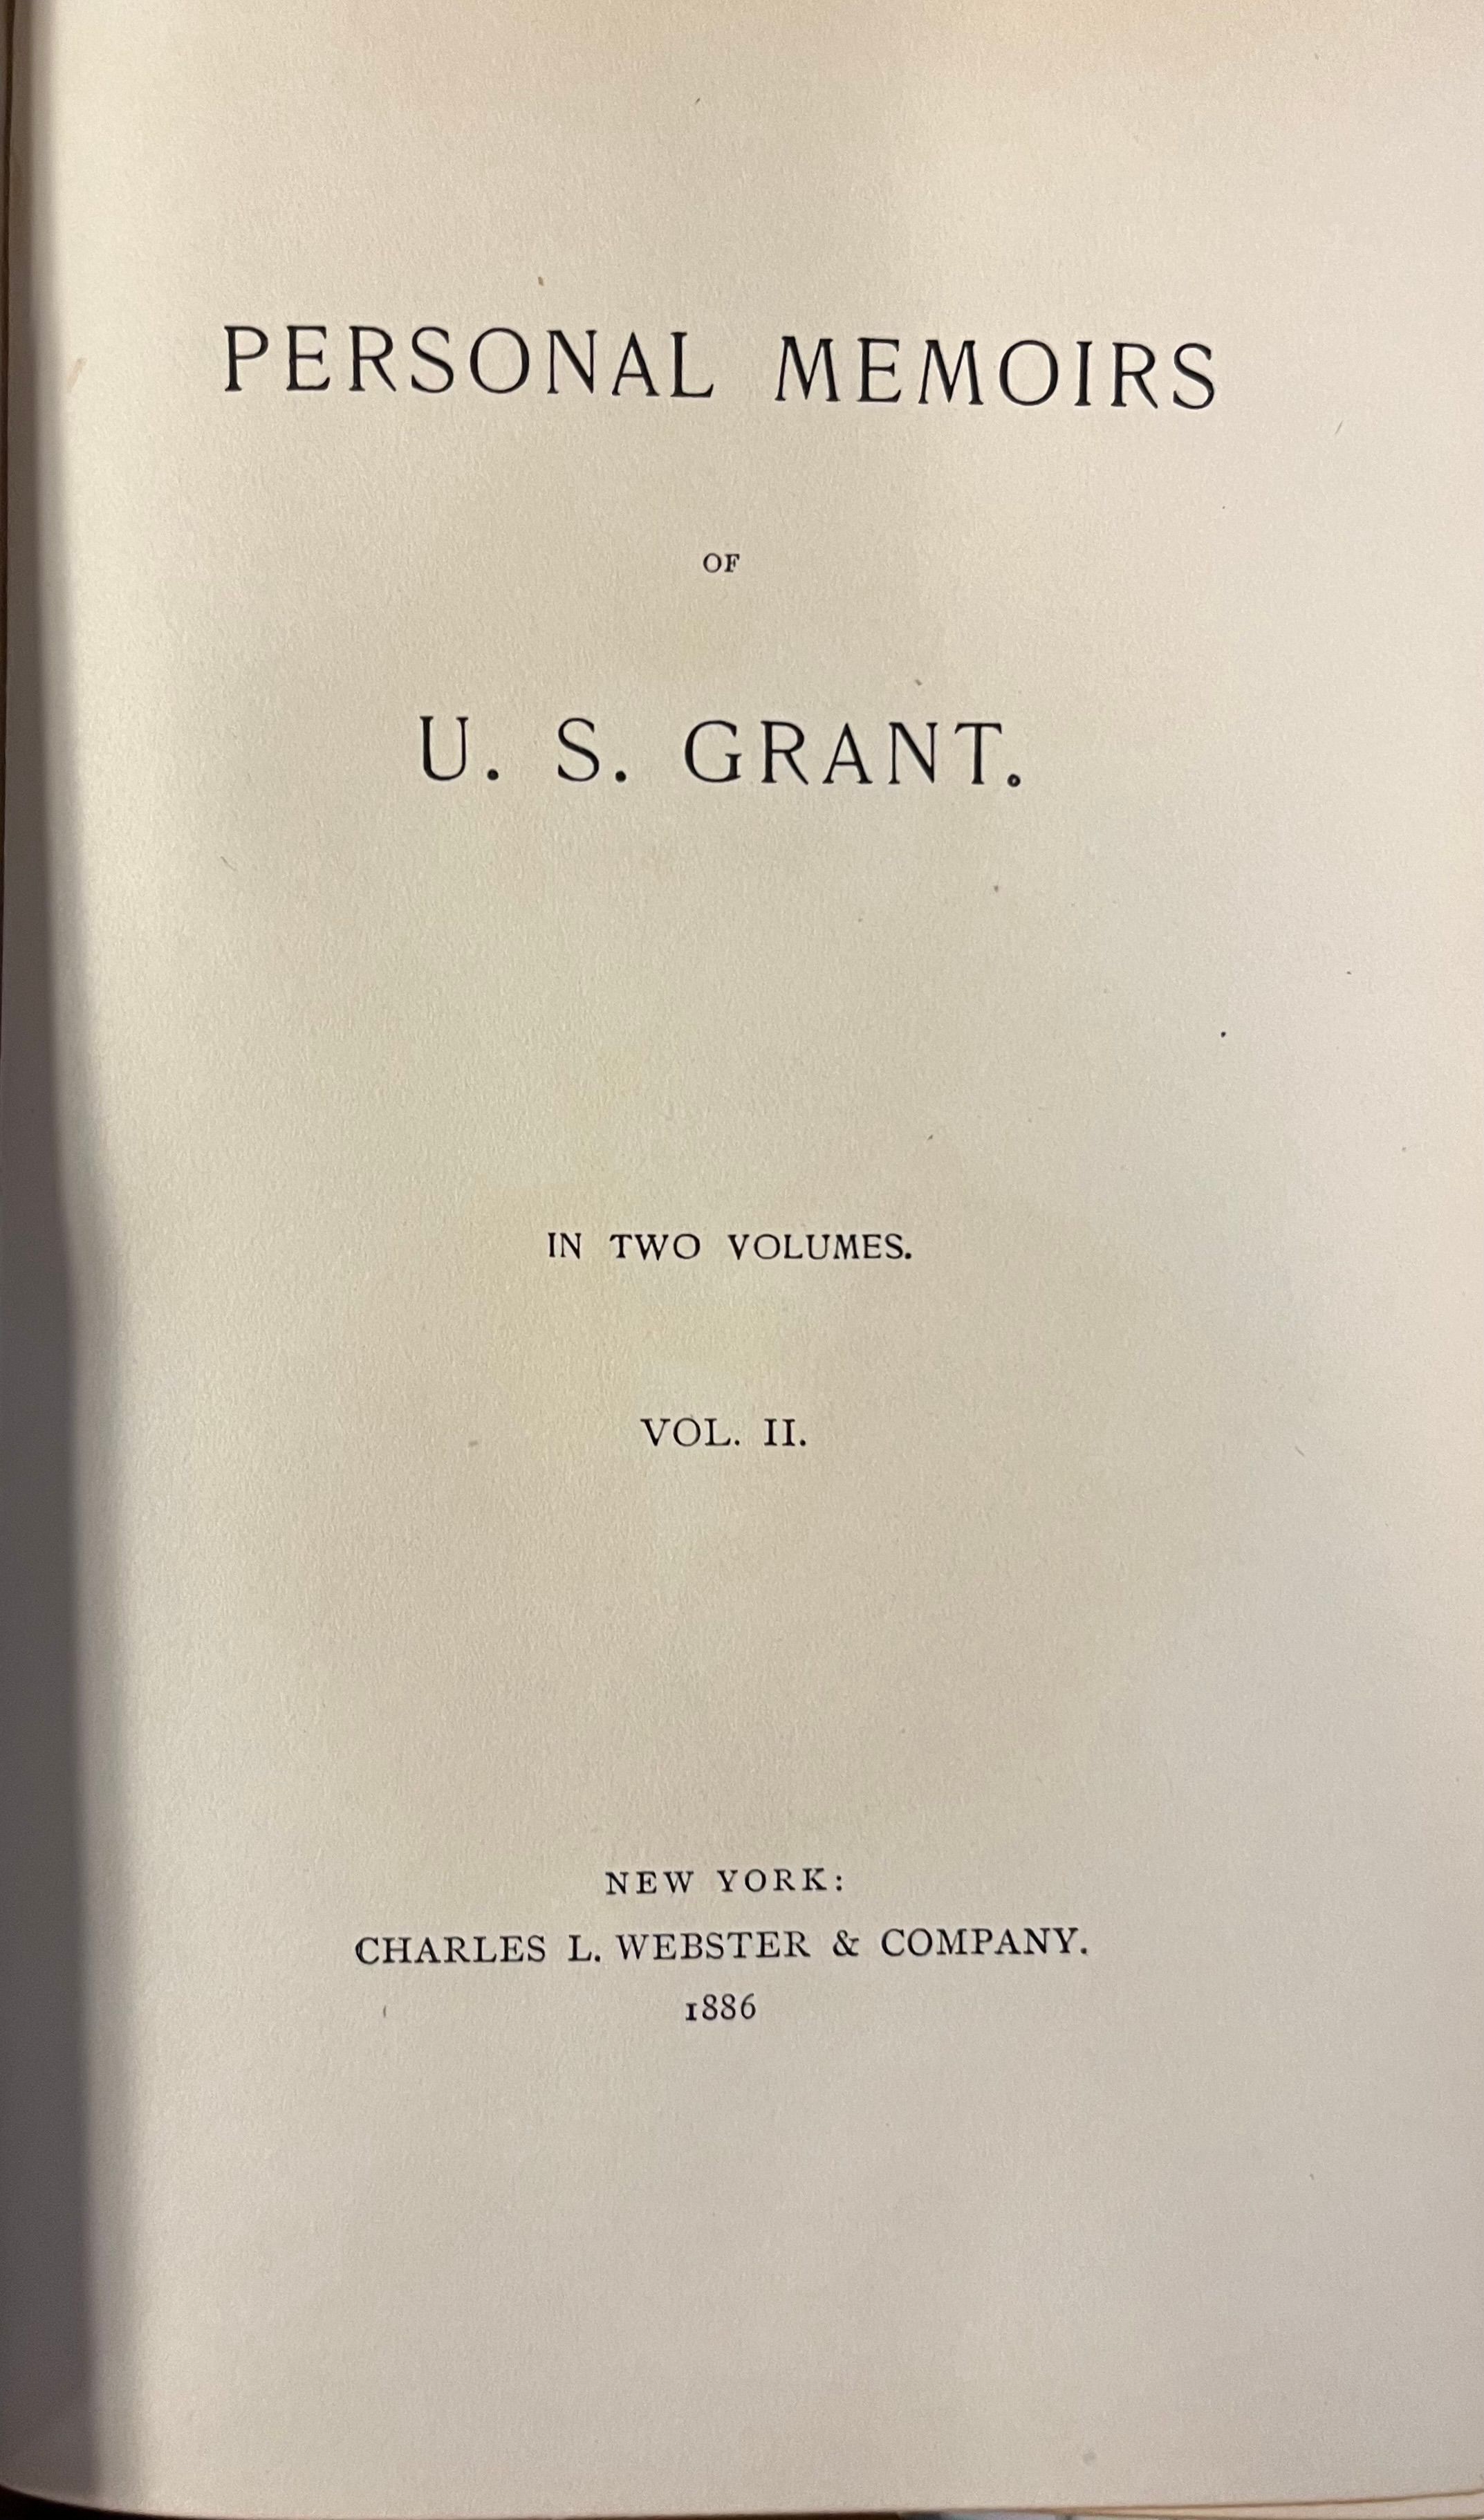 PERSONAL MEMOIRS
OF
U. S. GRANT.
IN TWO VOLUMES.
VOL. II.
NEW YORK:
CHARLES L. WEBSTER & COMPANY.
1886